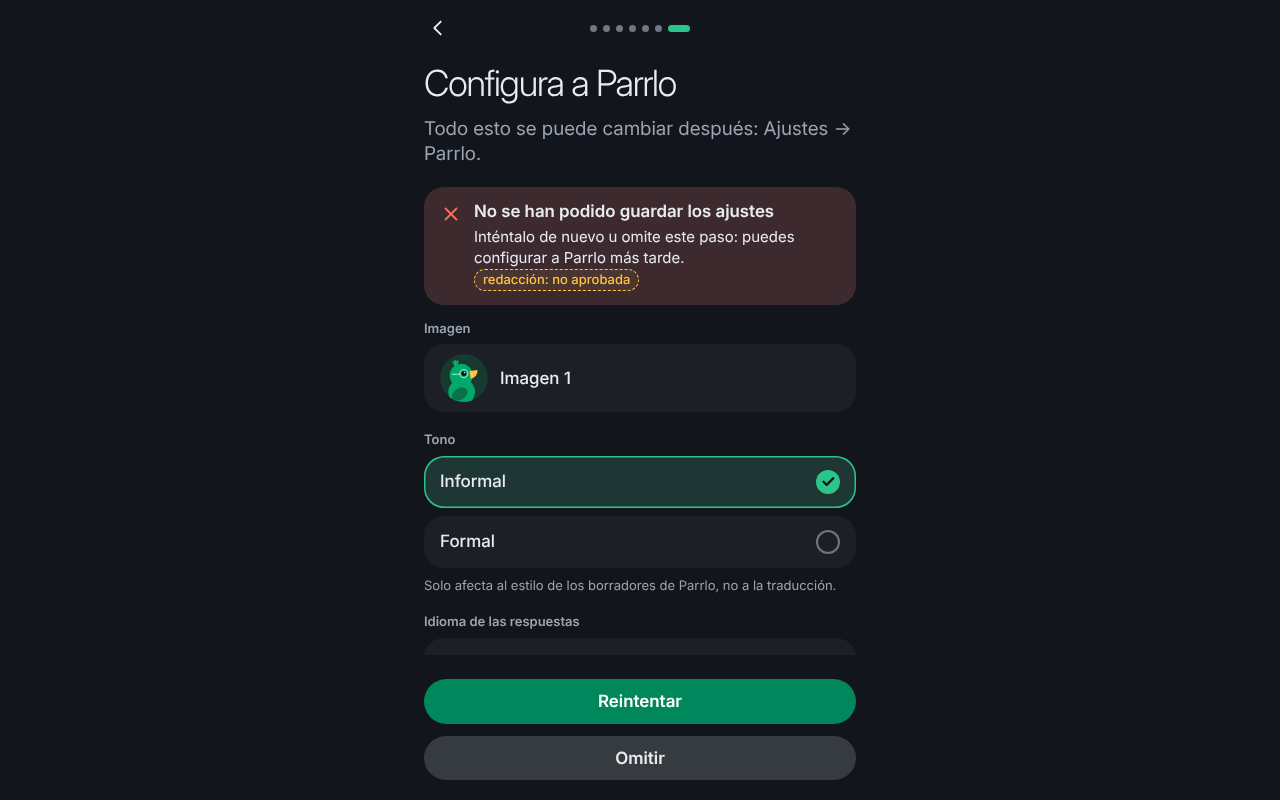 Configura a Parrlo
Todo esto se puede cambiar después: Ajustes →
Parrlo.
No se han podido guardar los ajustes
Inténtalo de nuevo u omite este paso: puedes
configurar a Parrlo más tarde.
redacción: no aprobada
Imagen
Imagen 1
Tono
Informal
Formal
Solo afecta al estilo de los borradores de Parrlo, no a la traducción.
Idioma de las respuestas
Reintentar
Omitir